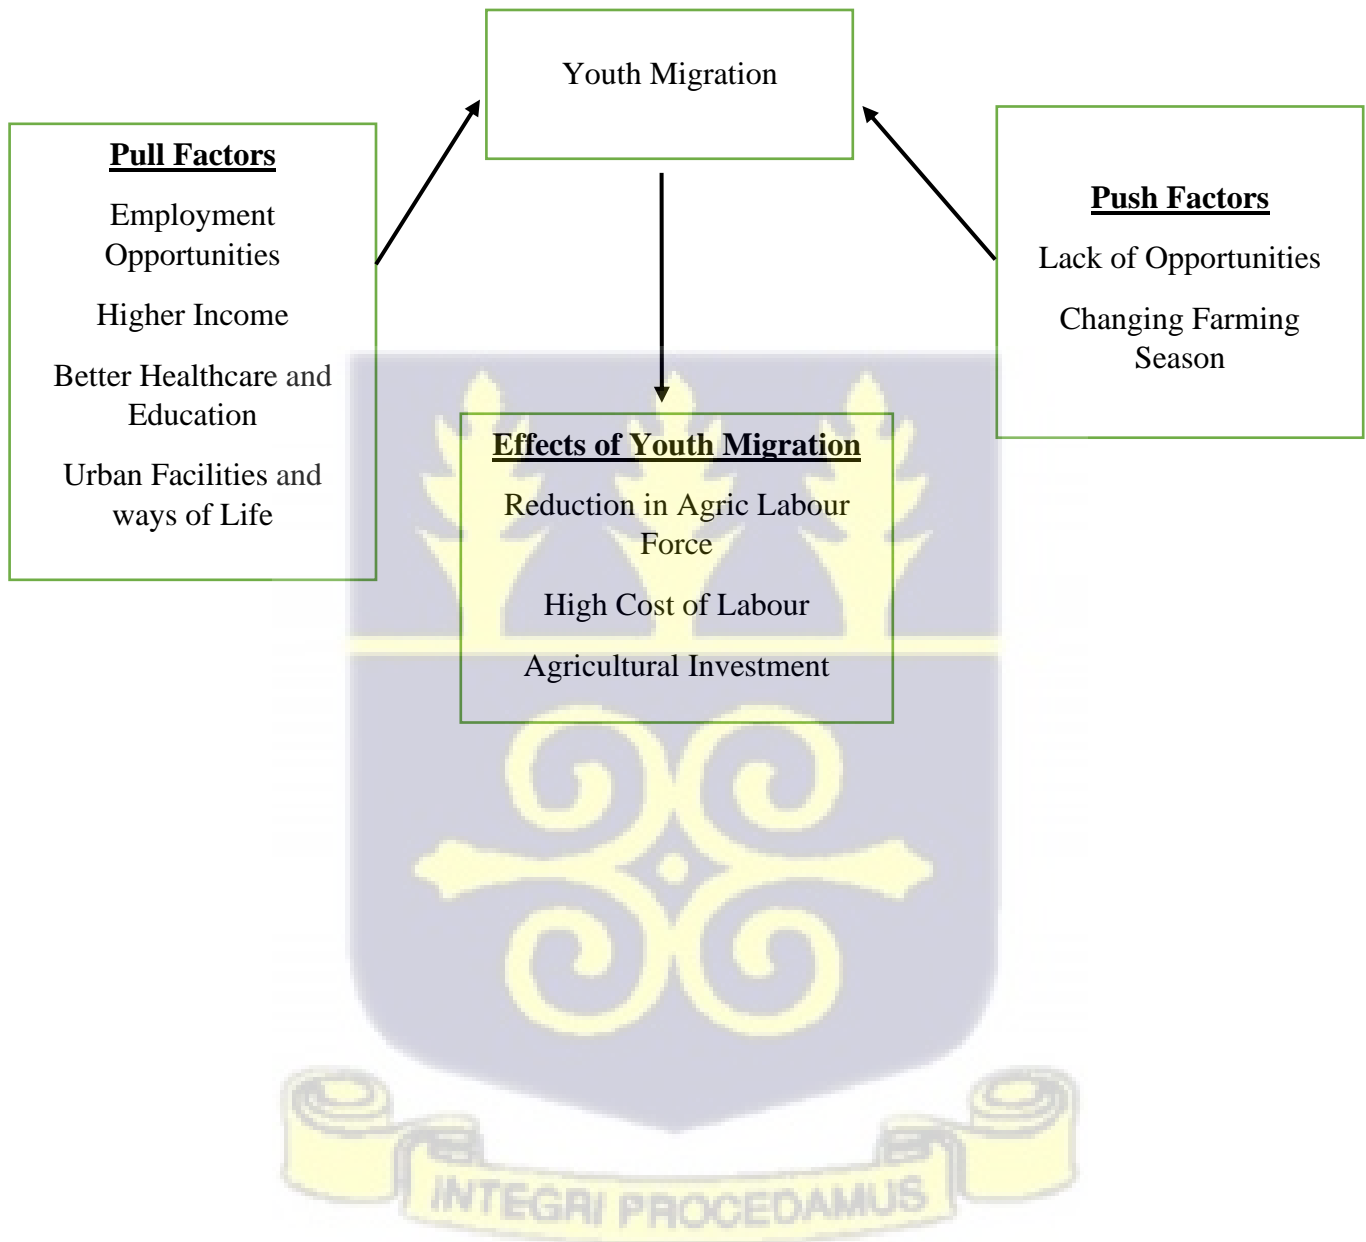 Youth Migration
Pull Factors
Employment
Opportunities
Higher Income
Better Healthcare and
Education
Urban Facilities and
ways of Life
Push Factors
Lack of Opportunities
Changing Farming
Season
Effects of Youth Migration
Reduction in Agric Labour
Force
High Cost of Labour
Agricultural Investment
INTEGRI PROCEDAMUS